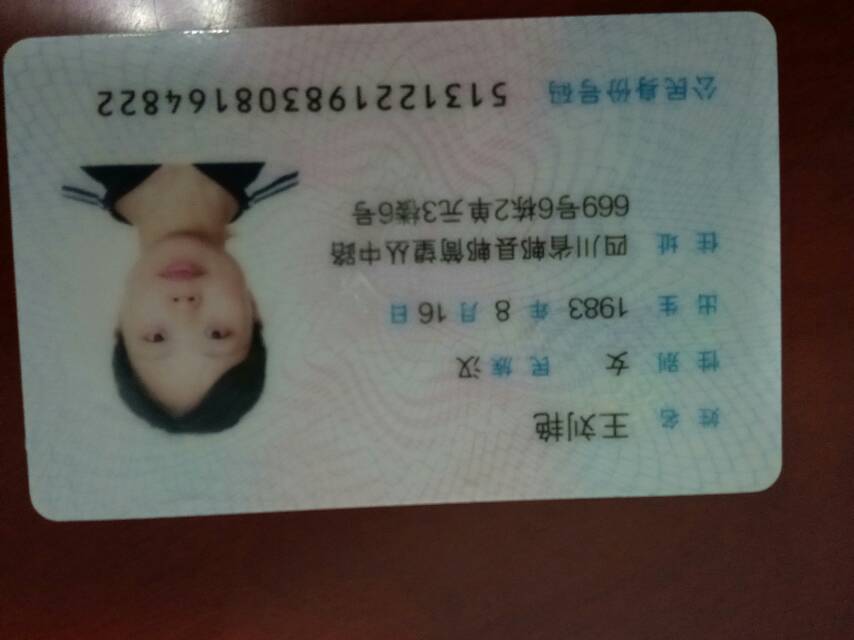 姓名 王刘艳
性别 女 民族 汉
出生 1983 年 8 月 16 日
住址 四川省郫县郫筒望丛中路
669号6栋2单元3楼6号
公民身份号码 513122198308164822